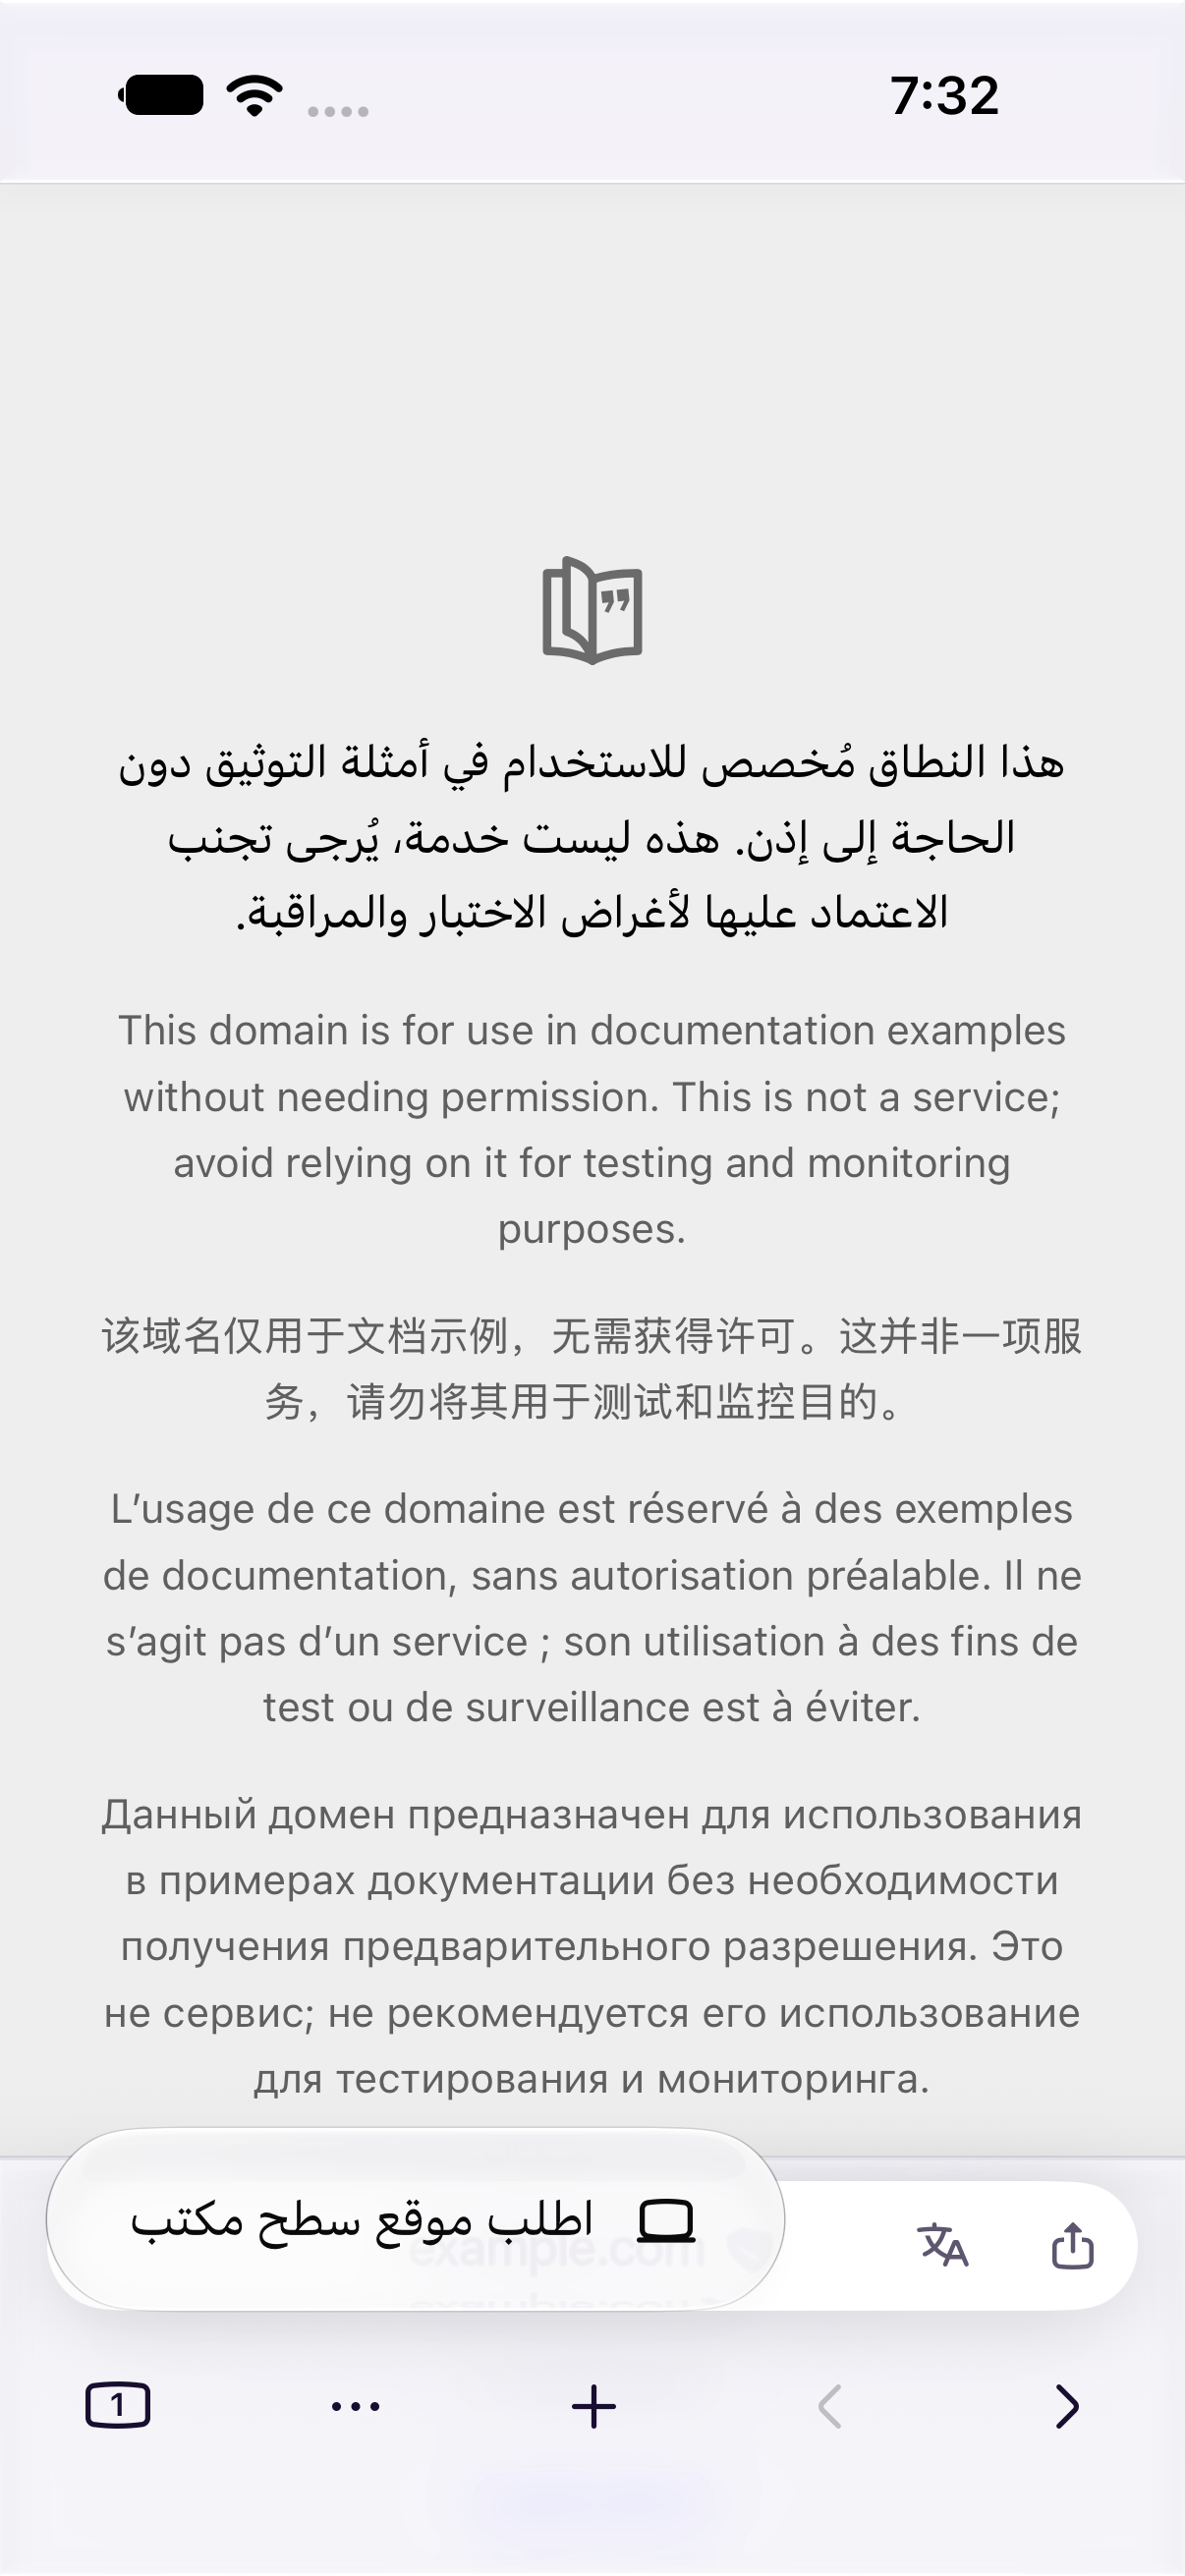 7:32
هذا النطاق مُخصص للاستخدام في أمثلة التوثيق دون
الحاجة إلى إذن. هذه ليست خدمة، يُرجى تجنب
الاعتماد عليها لأغراض الاختبار والمراقبة.
This domain is for use in documentation examples
without needing permission. This is not a service;
avoid relying on it for testing and monitoring
purposes.
该域名仅用于文档示例，无需获得许可。这并非一项服
务，请勿将其用于测试和监控目的。
L’usage de ce domaine est réservé à des exemples
de documentation, sans autorisation préalable. Il ne
s’agit pas d’un service ; son utilisation à des fins de
test ou de surveillance est à éviter.
Данный домен предназначен для использования
в примерах документации без необходимости
получения предварительного разрешения. Это
не сервис; не рекомендуется его использование
для тестирования и мониторинга.
اطلب موقع سطح مكتب
example.com
1